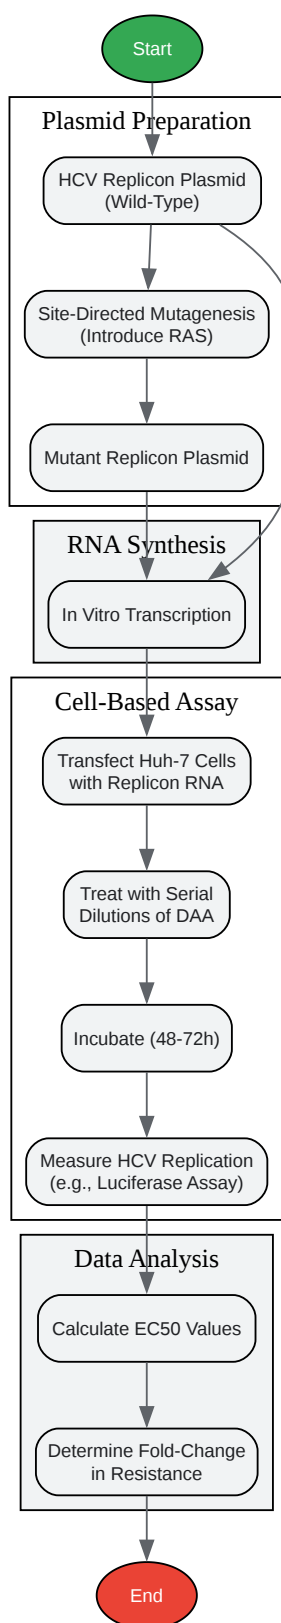 Start
Plasmid Preparation
HCV Replicon Plasmid
(Wild-Type)
Site-Directed Mutagenesis
(Introduce RAS)
Mutant Replicon Plasmid
RNA Synthesis
In Vitro Transcription
Cell-Based Assay
Transfect Huh-7 Cells
with Replicon RNA
Treat with Serial
Dilutions of DAA
Incubate (48-72h)
Measure HCV Replication
(e.g., Luciferase Assay)
Data Analysis
Calculate EC50 Values
Determine Fold-Change
in Resistance
End